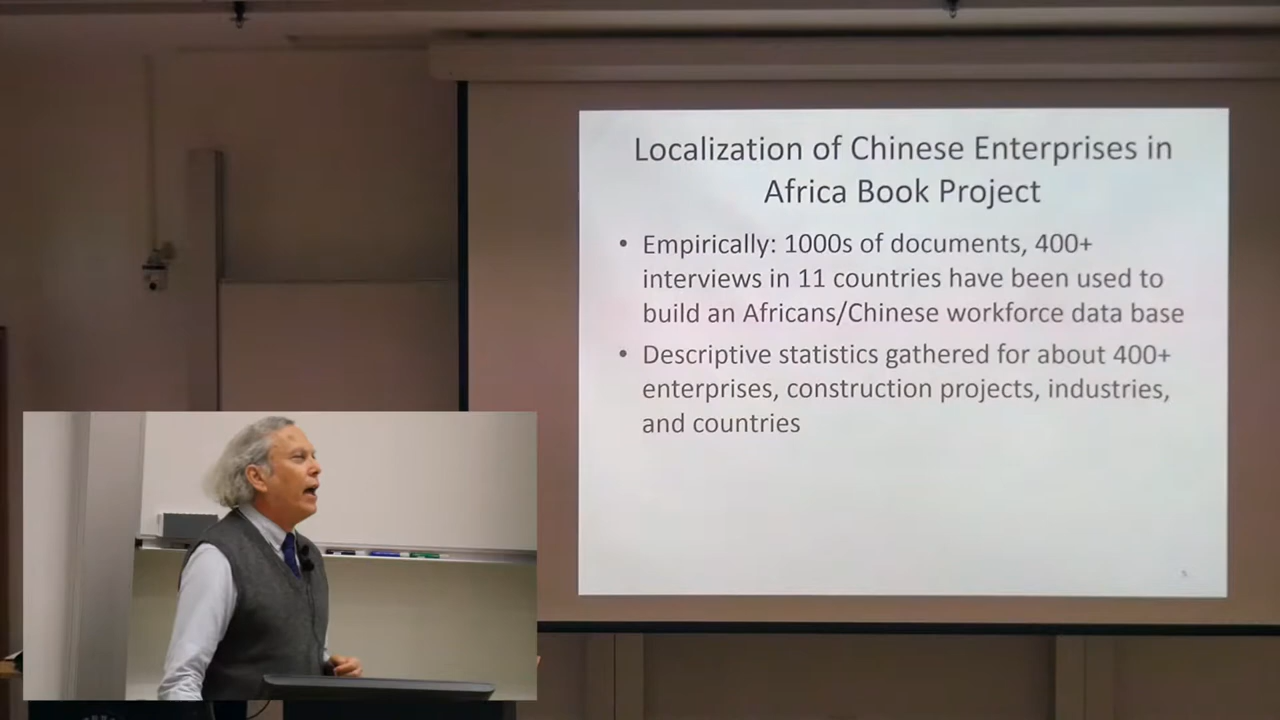 Localization of Chinese Enterprises in
Africa Book Project
• Empirically: 1000s of documents, 400+
interviews in 11 countries have been used to
build an Africans/Chinese workforce data base
• Descriptive statistics gathered for about 400+
enterprises, construction projects, industries,
and countries